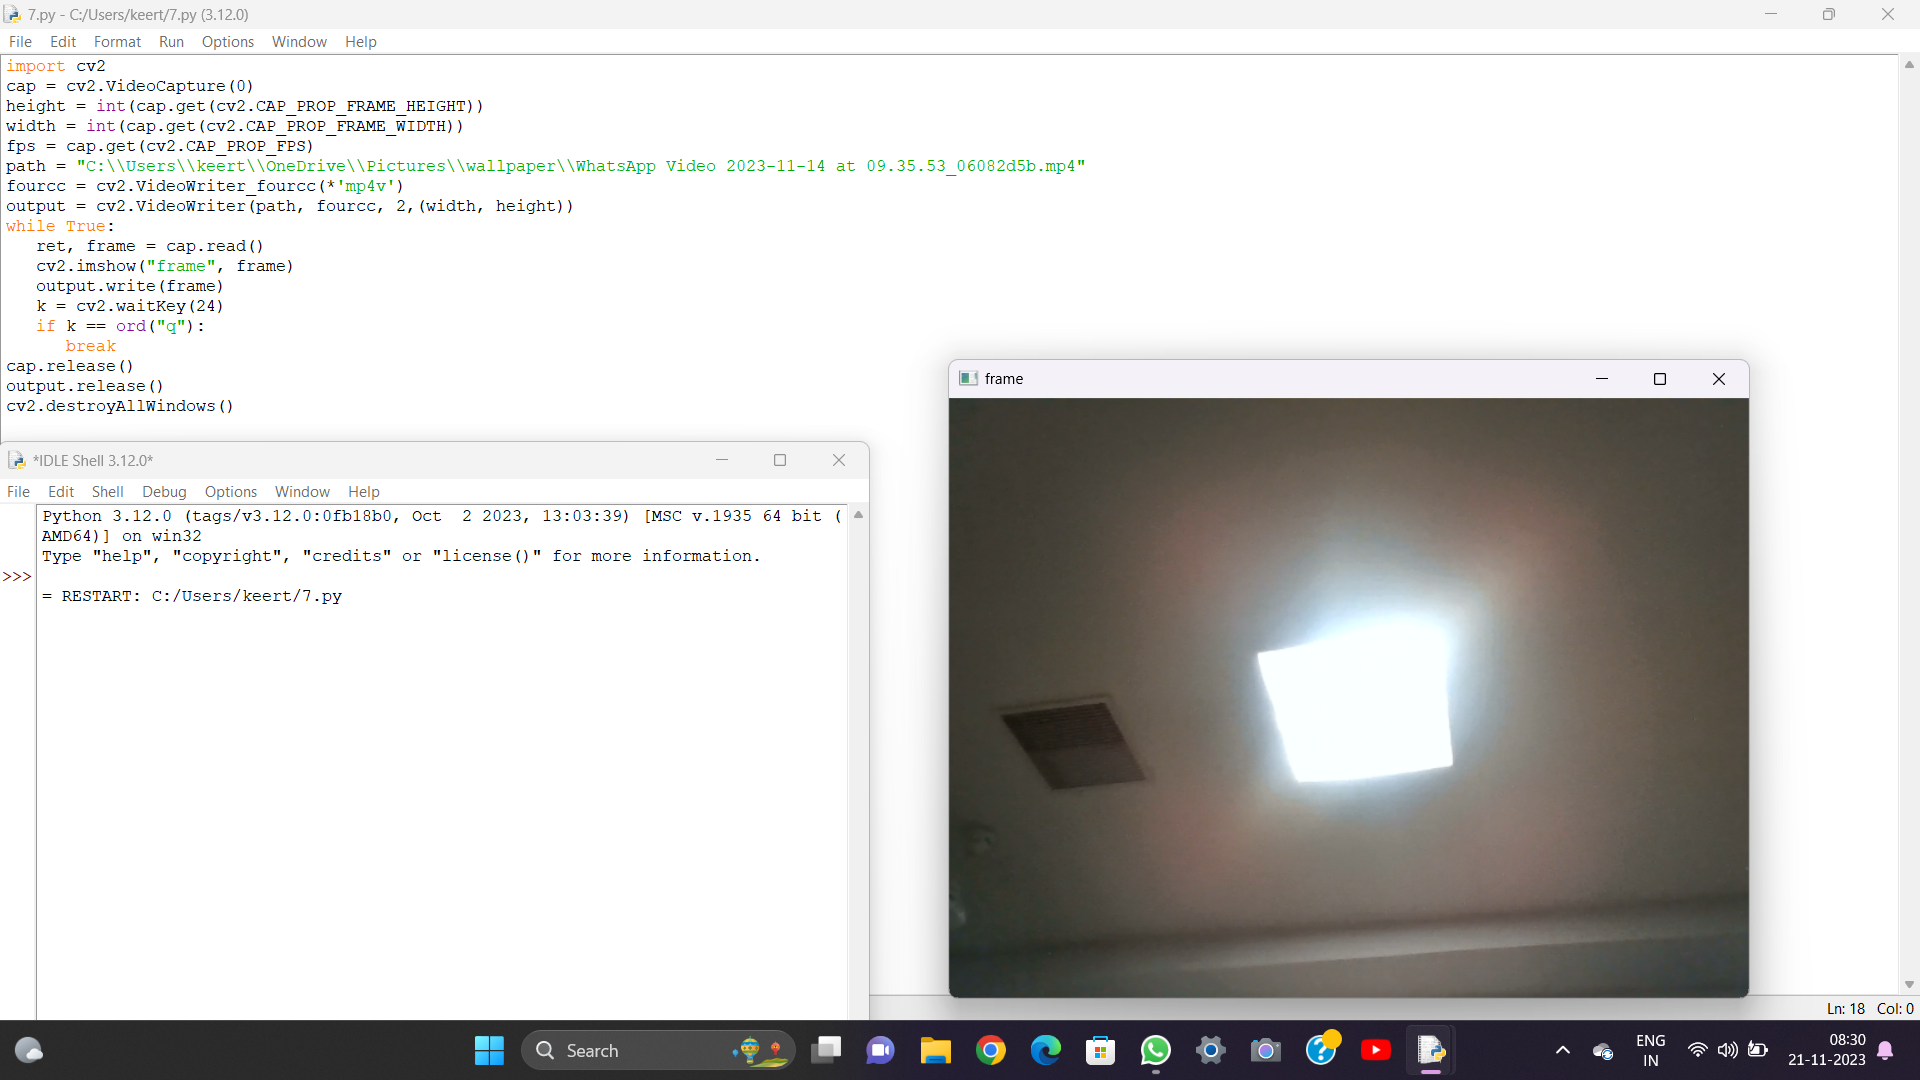 7.py - C:/Users/keert/7.py (3.12.0)
File Edit Format Run Options Window Help
import cv2
cap = cv2.VideoCapture(0)
height = int(cap.get(cv2.CAP_PROP_FRAME_HEIGHT))
width = int(cap.get(cv2.CAP_PROP_FRAME_WIDTH))
fps = cap.get(cv2.CAP_PROP_FPS)
path = "C:\\Users\\keert\\OneDrive\\Pictures\\wallpaper\\WhatsApp Video 2023-11-14 at 09.35.53_06082d5b.mp4"
fourcc = cv2.VideoWriter_fourcc(*'mp4v')
output = cv2.VideoWriter(path, fourcc, 2,(width, height))
while True:
   ret, frame = cap.read()
   cv2.imshow("frame", frame)
   output.write(frame)
   k = cv2.waitKey(24)
   if k == ord("q"):
      break
cap.release()
output.release()
cv2.destroyAllWindows()
frame
*IDLE Shell 3.12.0*
File Edit Shell Debug Options Window Help
Python 3.12.0 (tags/v3.12.0:0fb18b0, Oct  2 2023, 13:03:39) [MSC v.1935 64 bit (
AMD64)] on win32
Type "help", "copyright", "credits" or "license()" for more information.
>>>
= RESTART: C:/Users/keert/7.py
Ln: 18 Col: 0
Search
ENG
IN
08:30
21-11-2023